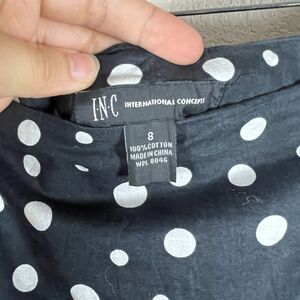 I·N·C INTERNATIONAL CONCEPTS
8
100% COTTON
MADE IN CHINA
WPL 8046